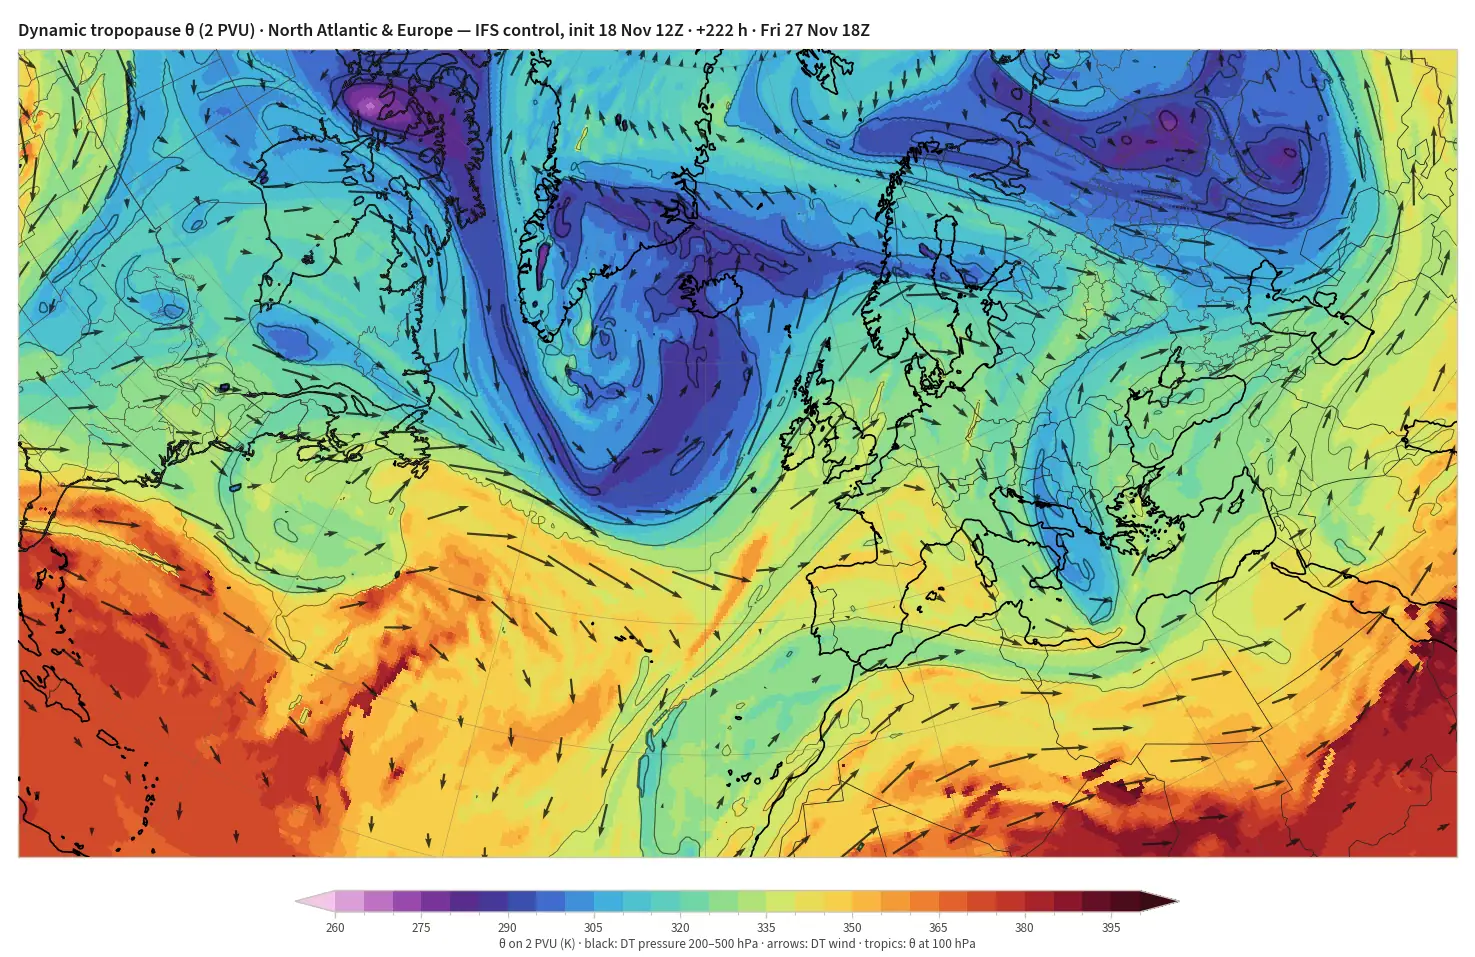 Dynamic tropopause θ (2 PVU) · North Atlantic & Europe — IFS control, init 18 Nov 12Z · +222 h · Fri 27 Nov 18Z
260 275 290 305 320 335 350 365 380 395
θ on 2 PVU (K) · black: DT pressure 200–500 hPa · arrows: DT wind · tropics: θ at 100 hPa